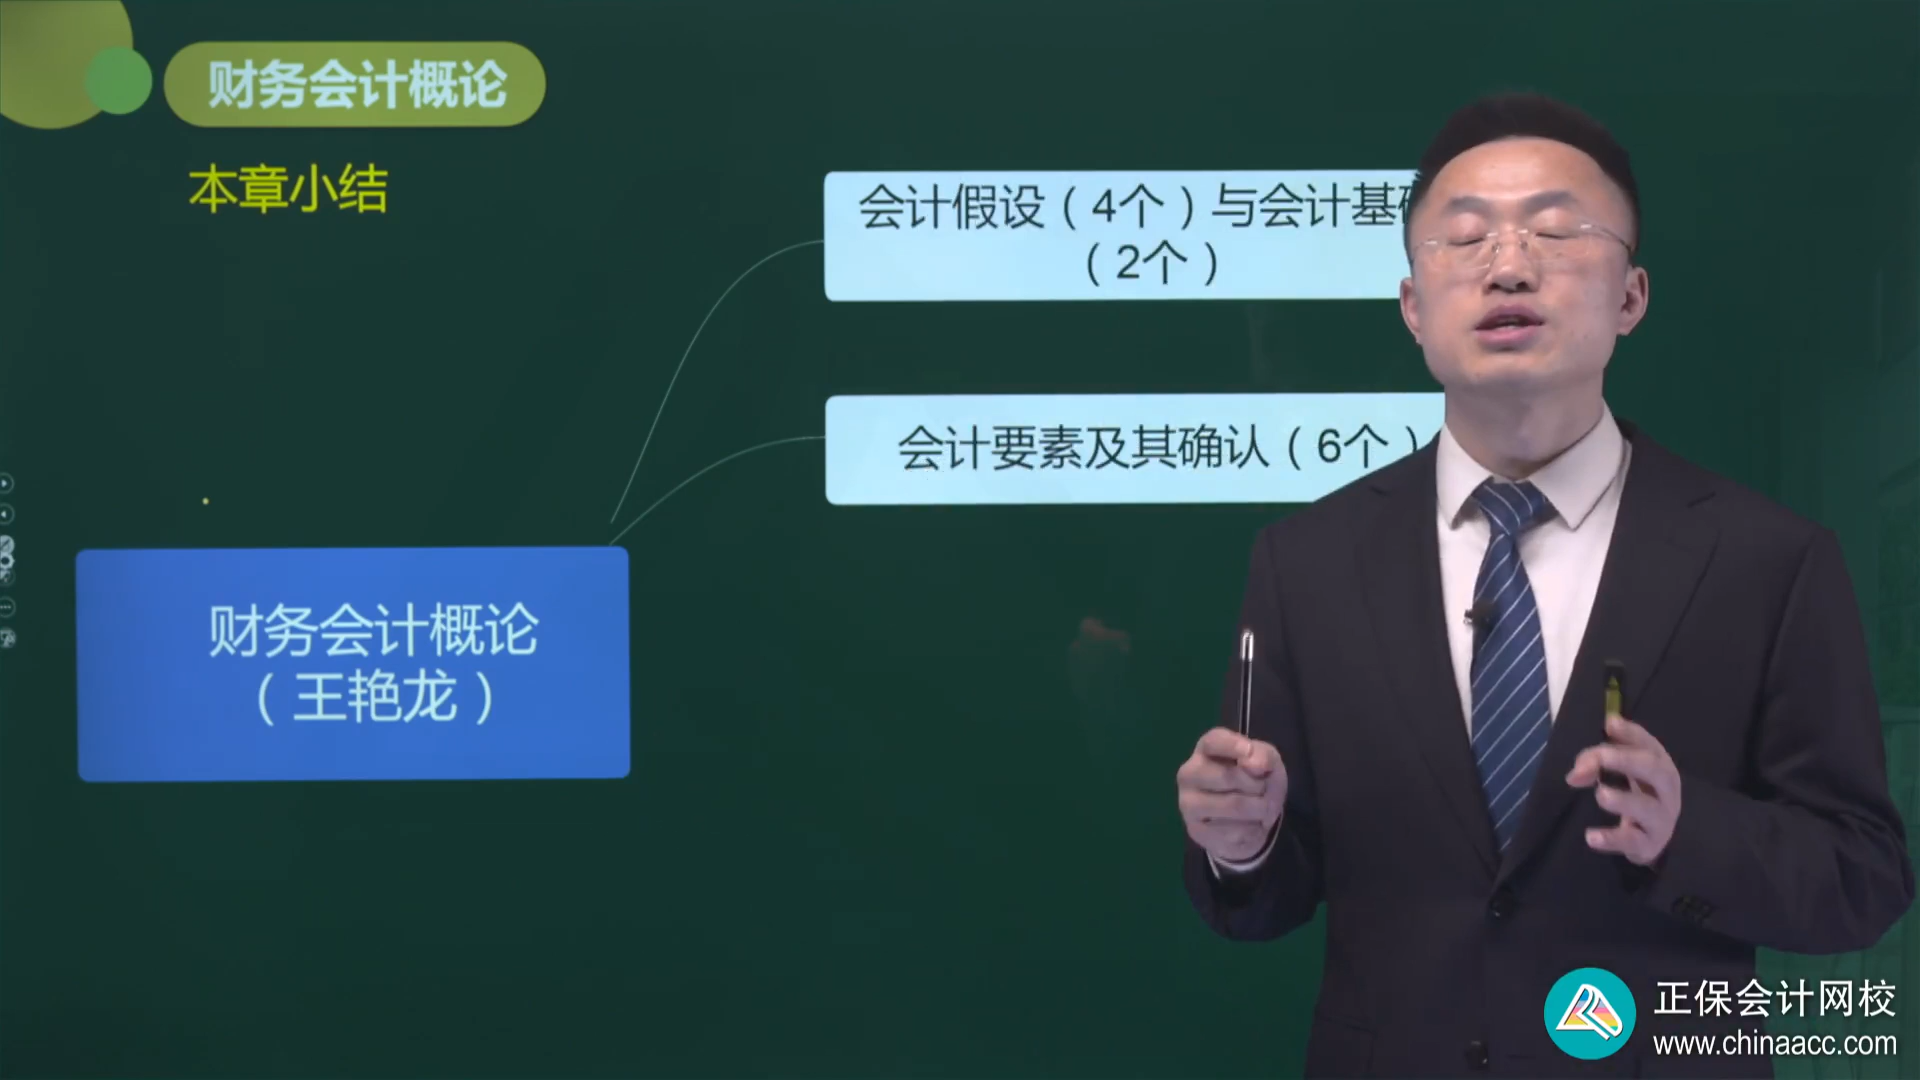 财务会计概论
本章小结
会计假设（4个）与会计基础
（2个）
会计要素及其确认（6个）
财务会计概论
（王艳龙）
正保会计网校
www.chinaacc.com